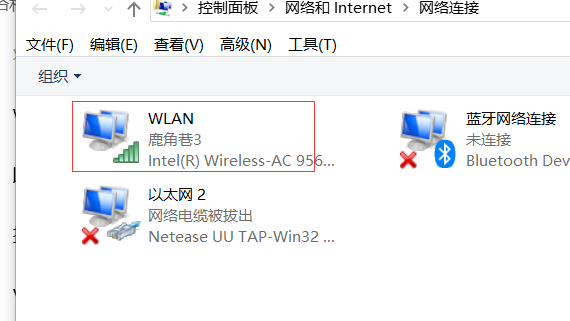 控制面板 > 网络和 Internet > 网络连接
文件(F) 编辑(E) 查看(V) 高级(N) 工具(T)
组织
WLAN
鹿角巷3
Intel(R) Wireless-AC 956...
蓝牙网络连接
未连接
Bluetooth Dev
以太网 2
网络电缆被拔出
Netease UU TAP-Win32 ...